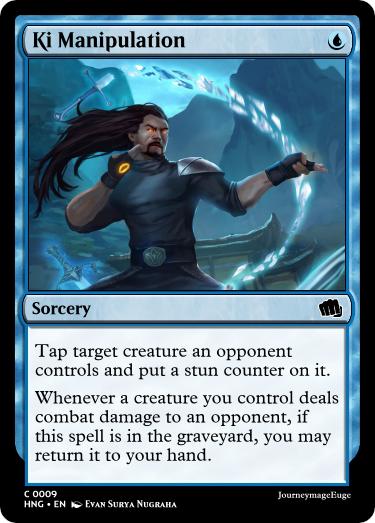 Ki Manipulation
Sorcery
Tap target creature an opponent
controls and put a stun counter on it.
Whenever a creature you control deals
combat damage to an opponent, if
this spell is in the graveyard, you may
return it to your hand.
C 0009
JourneymageEuge
HNG • EN Evan Surya Nugraha